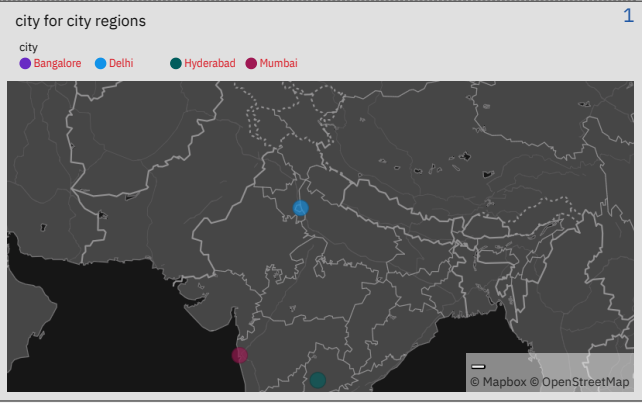 city for city regions
1
city
Bangalore Delhi Hyderabad Mumbai
© Mapbox © OpenStreetMap